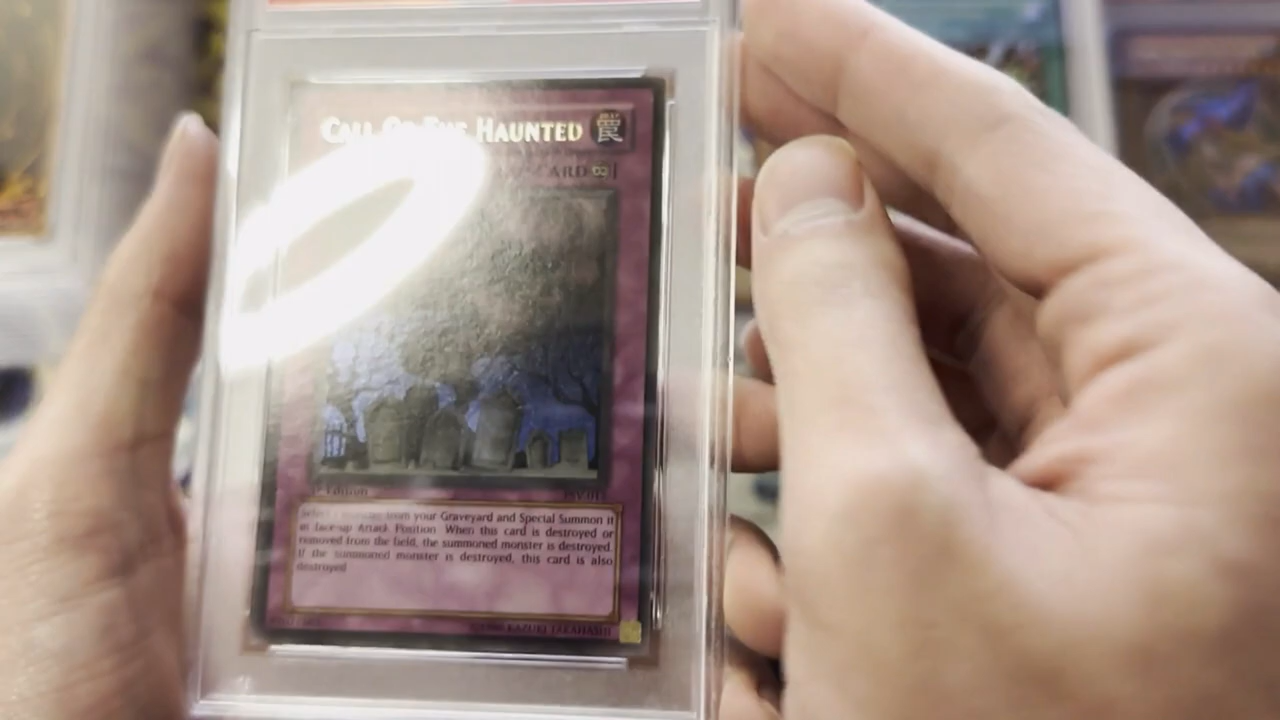 CALL OF THE HAUNTED
CARD
1st Edition
Select 1 monster from your Graveyard and Special Summon it
in face-up Attack Position. When this card is destroyed or
removed from the field, the summoned monster is destroyed.
If the summoned monster is destroyed, this card is also
destroyed
KAZUKI TAKAHASHI